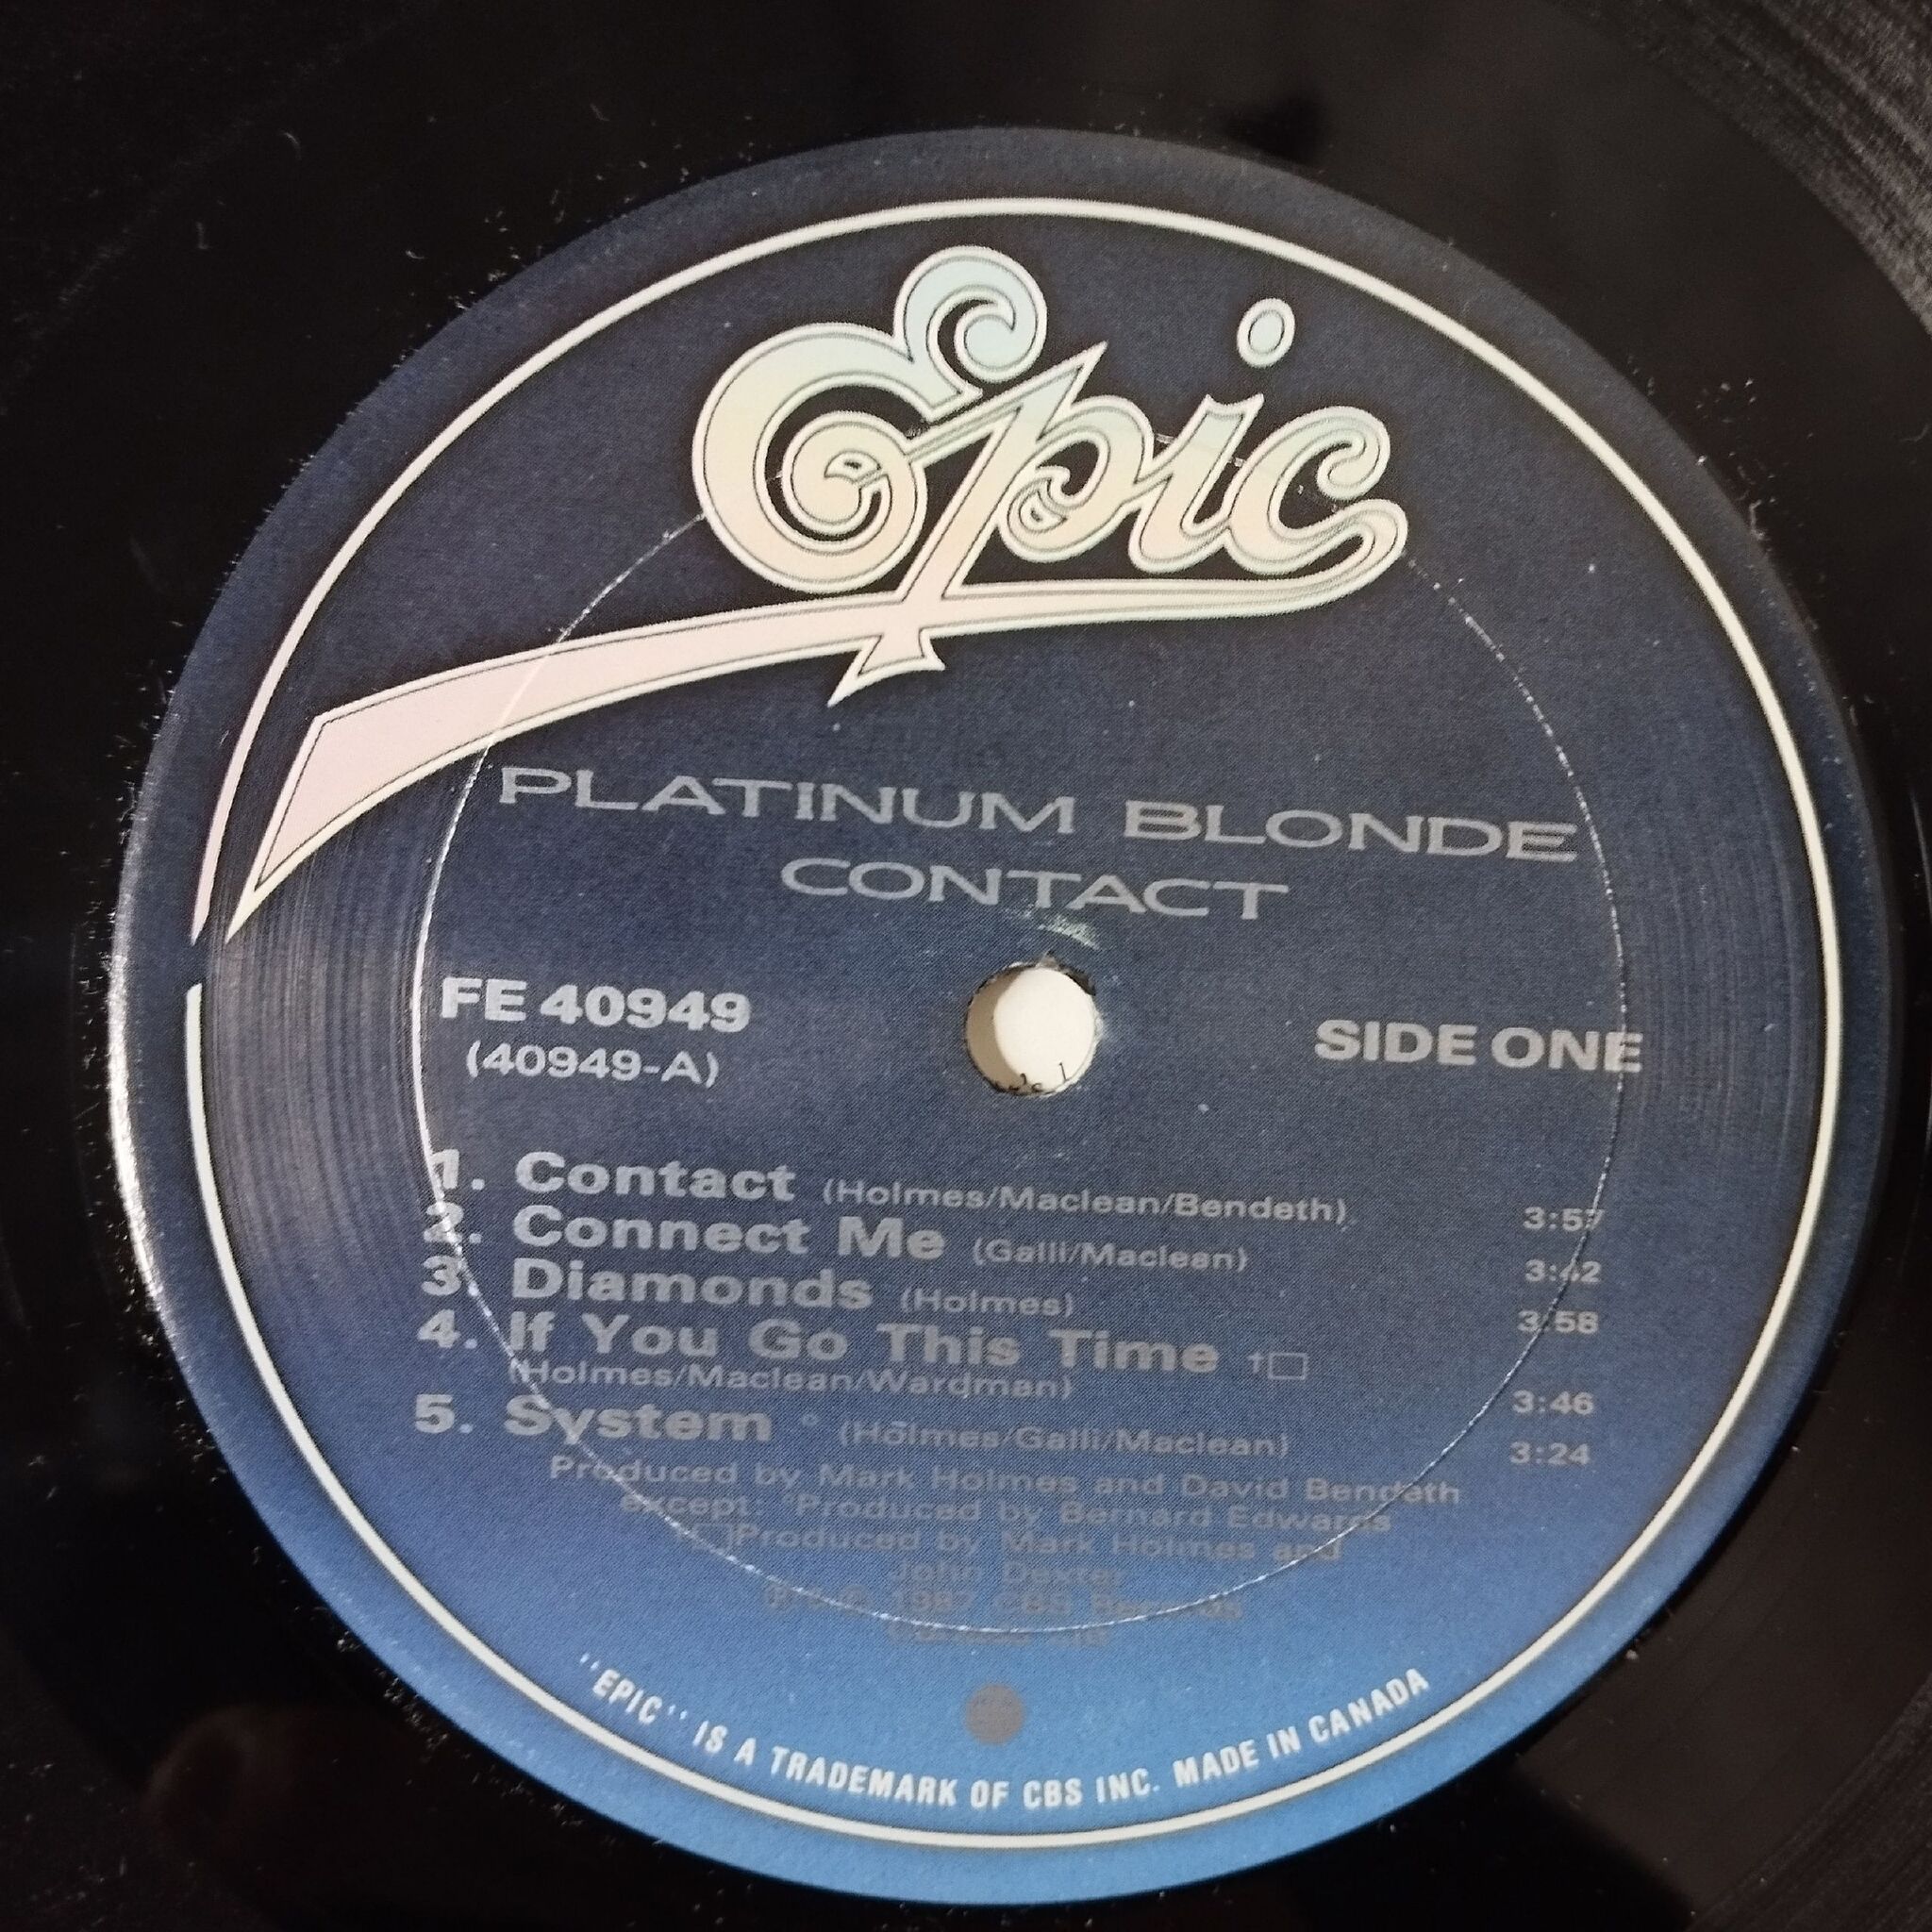 Epic
PLATINUM BLONDE
CONTACT
FE 40949
(40949-A)
SIDE ONE
1. Contact (Holmes/Maclean/Bendeth) 3:57
2. Connect Me (Galli/Maclean) 3:42
3. Diamonds (Holmes) 3:58
4. If You Go This Time †□
(Holmes/Maclean/Wardman) 3:46
5. System ° (Holmes/Galli/Maclean) 3:24
Produced by Mark Holmes and David Bendeth
except: °Produced by Bernard Edwards
□Produced by Mark Holmes and
John Dexter
1987 CBS
"EPIC" IS A TRADEMARK OF CBS INC. MADE IN CANADA